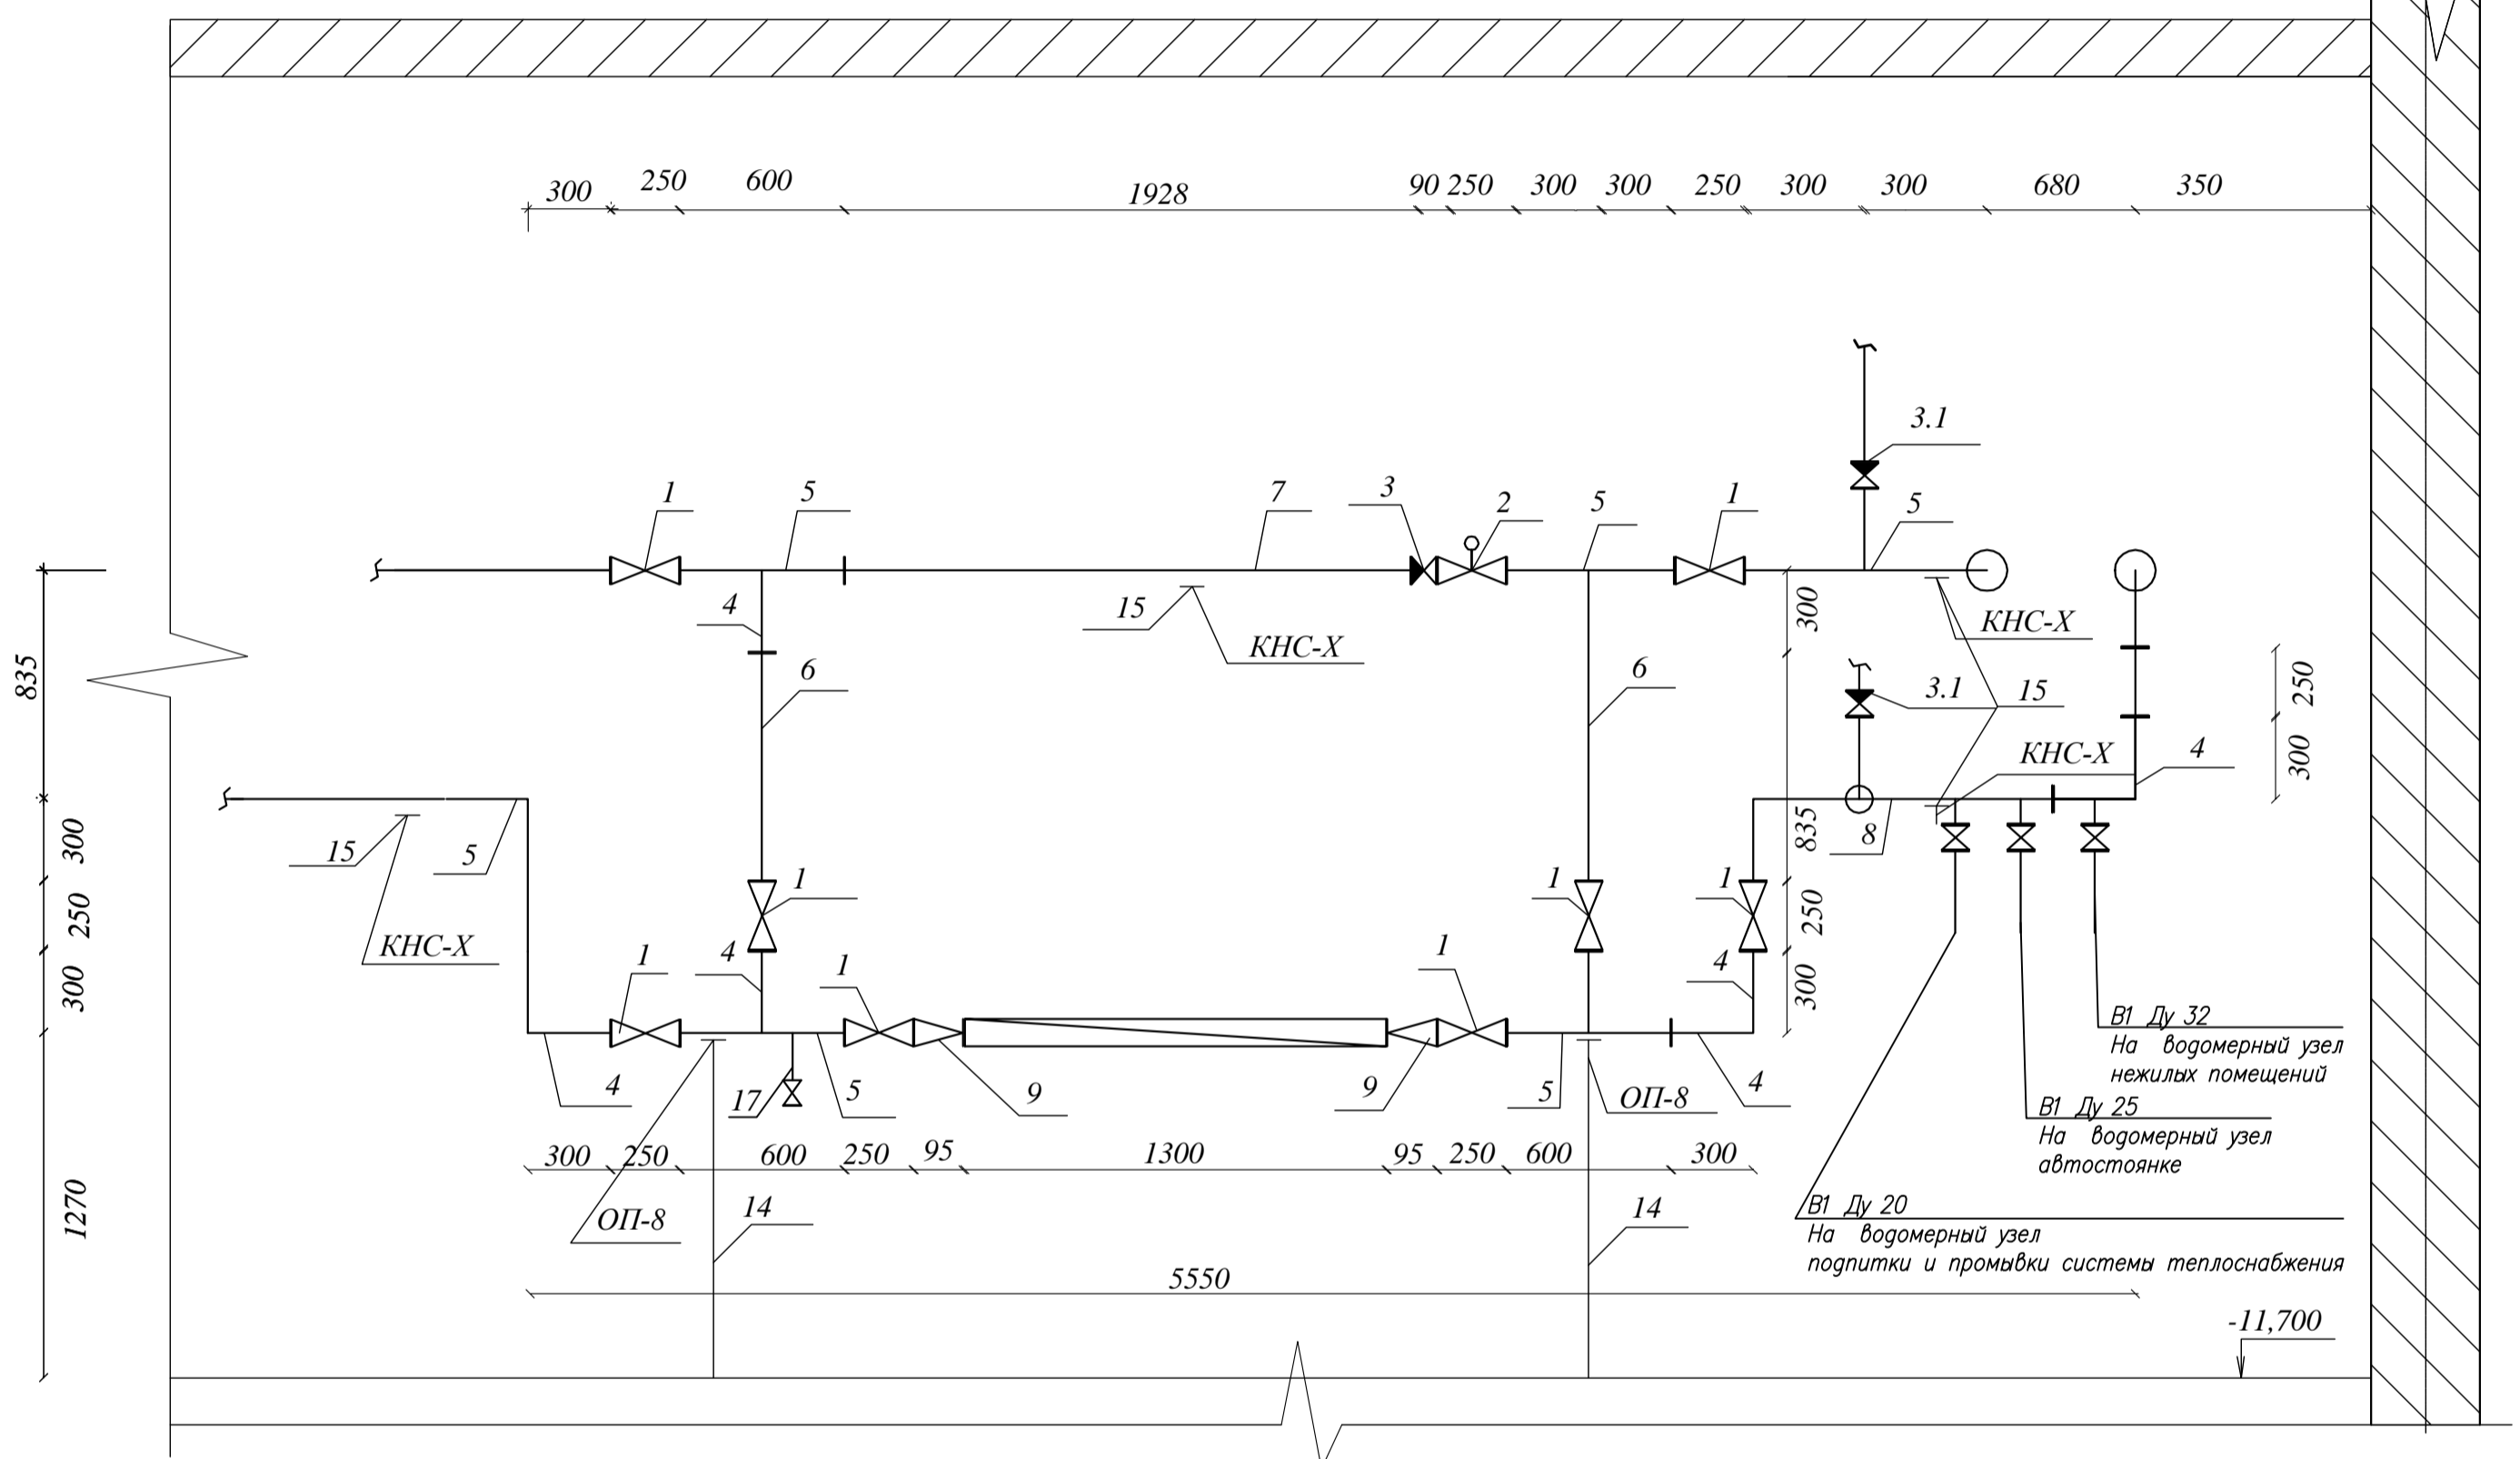 300 250 600 1928 90 250 300 300 250 300 300 680 350
3.1
1 5 7 3 2 5 1 5
4 15 КНС-Х 300 КНС-Х
835 6 6 3.1 15 250
КНС-Х 4 300
300 15 5 835 8
1 1 1
250 КНС-Х 250
300 1 4 1 1 4 300
В1 Ду 32
На водомерный узел
нежилых помещений
4 17 5 9 9 5 ОП-8 4
В1 Ду 25
На водомерный узел
автостоянке
300 250 600 250 95 1300 95 250 600 300
1270 ОП-8 14 14
В1 Ду 20
На водомерный узел
подпитки и промывки системы теплоснабжения
5550
-11,700